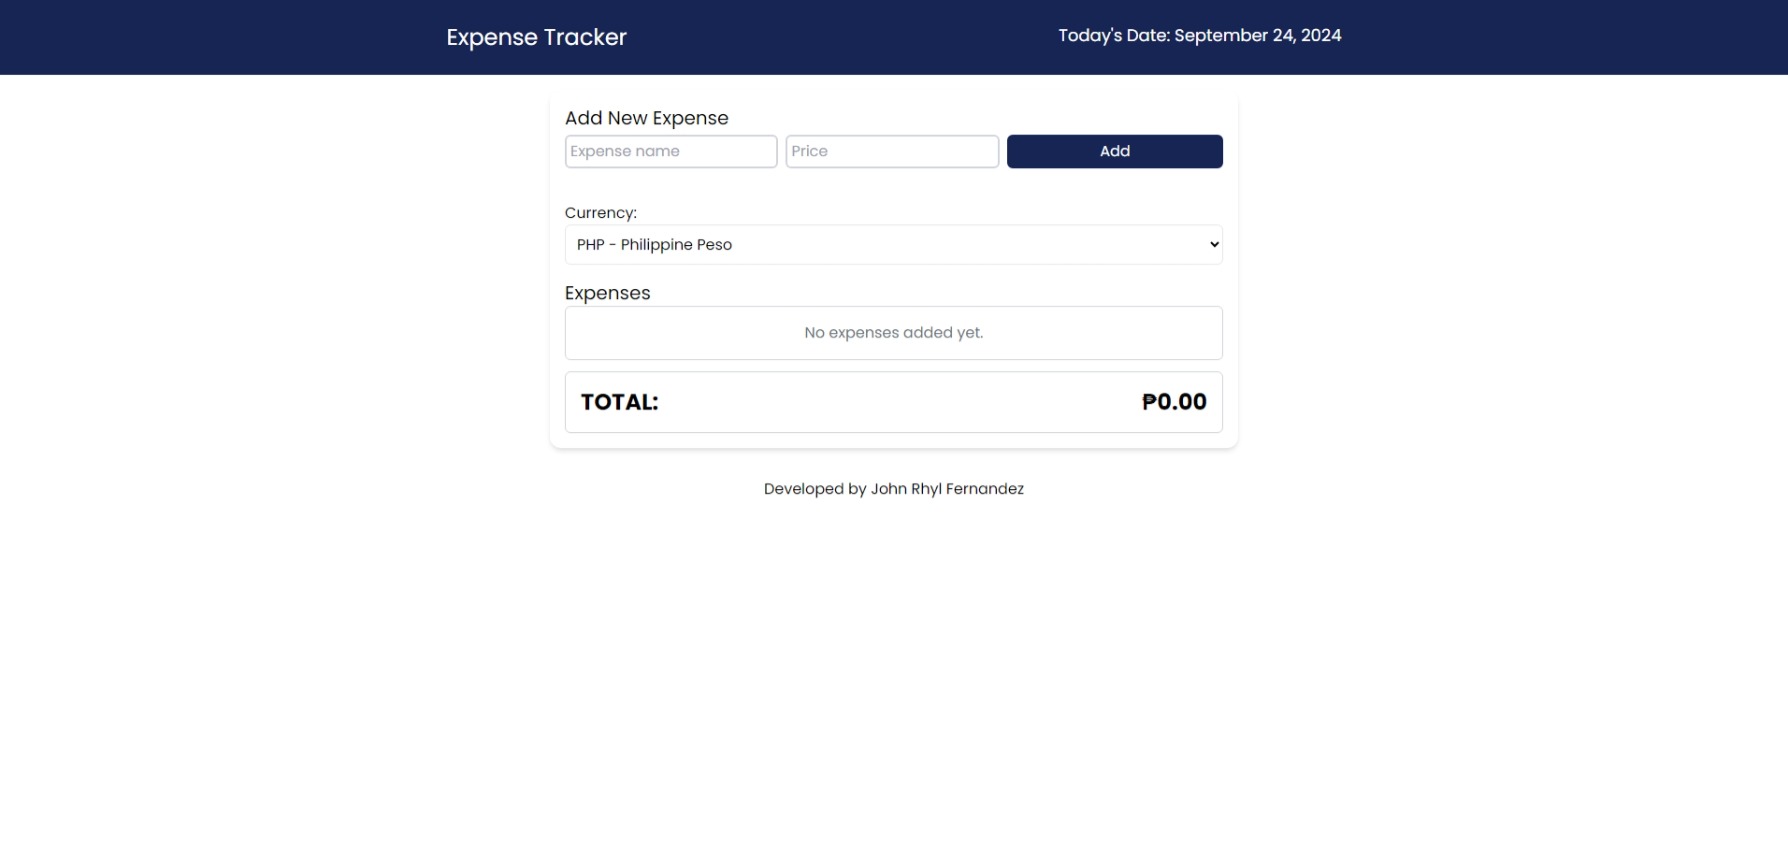 Expense Tracker
Today's Date: September 24, 2024
Add New Expense
Expense name
Price
Add
Currency:
PHP - Philippine Peso
Expenses
No expenses added yet.
TOTAL:
₱0.00
Developed by John Rhyl Fernandez